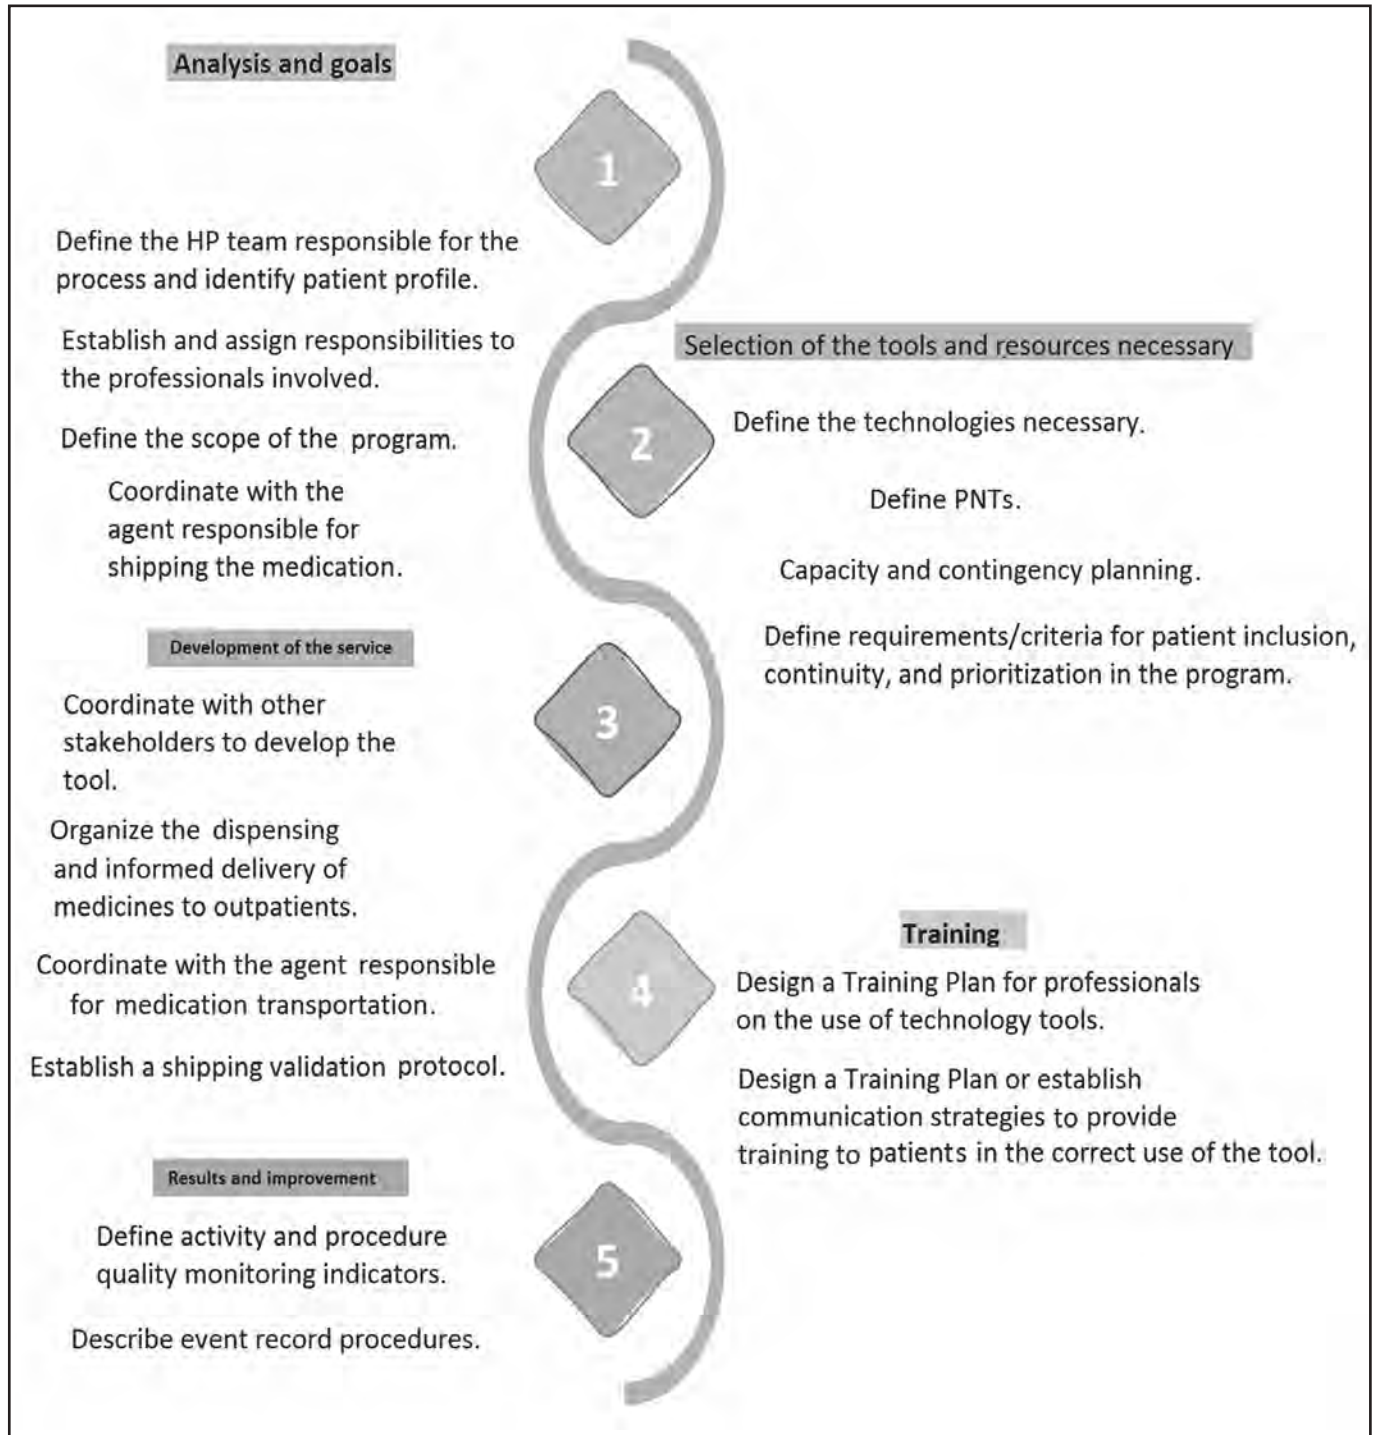 Analysis and goals
1
Define the HP team responsible for the
process and identify patient profile.
Establish and assign responsibilities to
the professionals involved.
Define the scope of the program.
Coordinate with the
agent responsible for
shipping the medication.
Selection of the tools and resources necessary
2
Define the technologies necessary.
Define PNTs.
Capacity and contingency planning.
Define requirements/criteria for patient inclusion,
continuity, and prioritization in the program.
Development of the service
3
Coordinate with other
stakeholders to develop the
tool.
Organize the dispensing
and informed delivery of
medicines to outpatients.
Coordinate with the agent responsible
for medication transportation.
Establish a shipping validation protocol.
Training
4
Design a Training Plan for professionals
on the use of technology tools.
Design a Training Plan or establish
communication strategies to provide
training to patients in the correct use of the tool.
Results and improvement
5
Define activity and procedure
quality monitoring indicators.
Describe event record procedures.